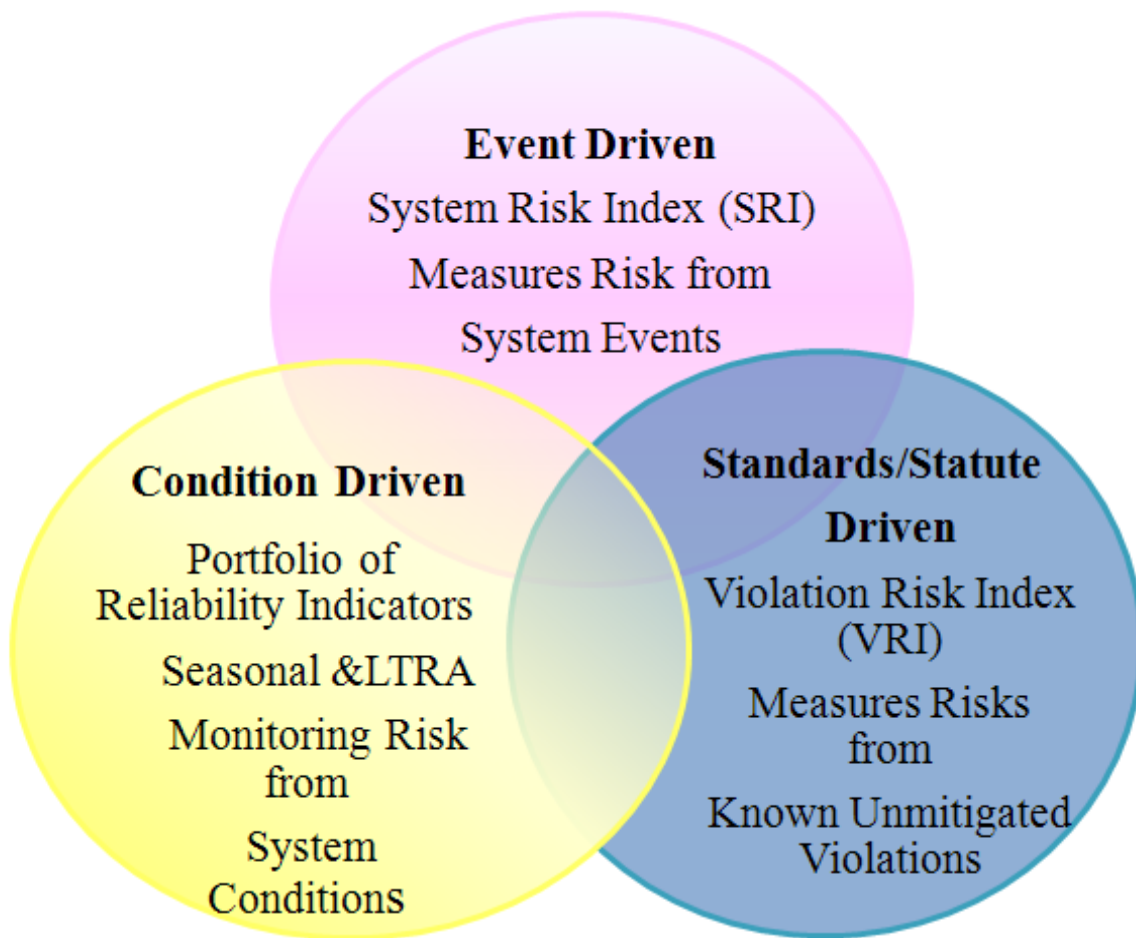 Event Driven
System Risk Index (SRI)
Measures Risk from
System Events
Condition Driven
Portfolio of
Reliability Indicators
Seasonal &LTRA
Monitoring Risk
from
System
Conditions
Standards/Statute
Driven
Violation Risk Index
(VRI)
Measures Risks
from
Known Unmitigated
Violations